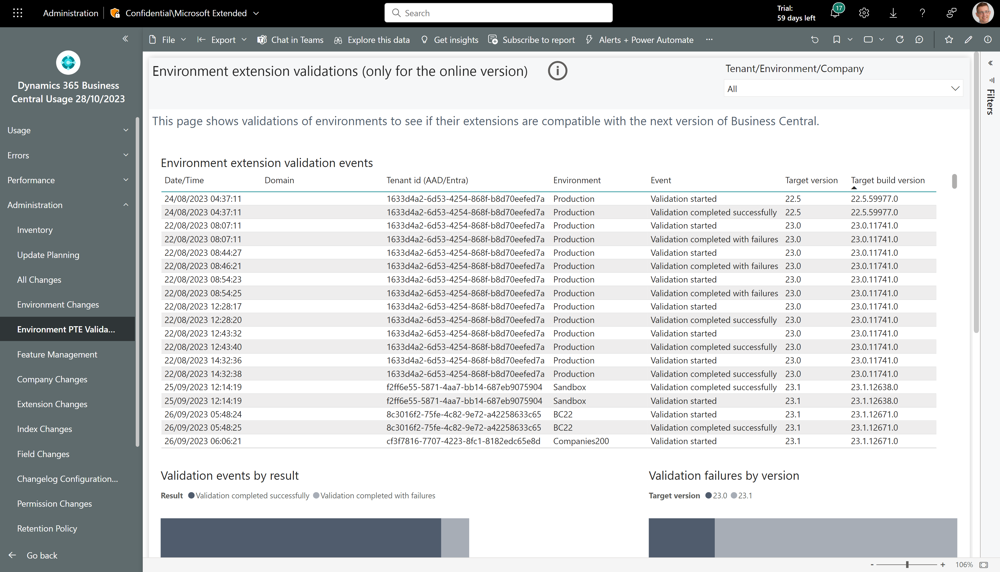 Administration
Confidential\Microsoft Extended
Search
Trial:
59 days left
17
File
Export
Chat in Teams
Explore this data
Get insights
Subscribe to report
Alerts + Power Automate
Dynamics 365 Business
Central Usage 28/10/2023
Usage
Errors
Performance
Administration
Inventory
Update Planning
All Changes
Environment Changes
Environment PTE Valida...
Feature Management
Company Changes
Extension Changes
Index Changes
Field Changes
Changelog Configuration...
Permission Changes
Retention Policy
Go back
Environment extension validations (only for the online version)
Tenant/Environment/Company
All
Filters
This page shows validations of environments to see if their extensions are compatible with the next version of Business Central.
Environment extension validation events
Date/Time Domain Tenant id (AAD/Entra) Environment Event Target version Target build version
24/08/2023 04:37:11 1633d4a2-6d53-4254-868f-b8d70eefed7a Production Validation started 22.5 22.5.59977.0
24/08/2023 04:37:11 1633d4a2-6d53-4254-868f-b8d70eefed7a Production Validation completed successfully 22.5 22.5.59977.0
22/08/2023 08:07:11 1633d4a2-6d53-4254-868f-b8d70eefed7a Production Validation started 23.0 23.0.11741.0
22/08/2023 08:07:11 1633d4a2-6d53-4254-868f-b8d70eefed7a Production Validation completed with failures 23.0 23.0.11741.0
22/08/2023 08:44:27 1633d4a2-6d53-4254-868f-b8d70eefed7a Production Validation started 23.0 23.0.11741.0
22/08/2023 08:46:21 1633d4a2-6d53-4254-868f-b8d70eefed7a Production Validation completed with failures 23.0 23.0.11741.0
22/08/2023 08:54:23 1633d4a2-6d53-4254-868f-b8d70eefed7a Production Validation started 23.0 23.0.11741.0
22/08/2023 08:54:25 1633d4a2-6d53-4254-868f-b8d70eefed7a Production Validation completed with failures 23.0 23.0.11741.0
22/08/2023 12:28:17 1633d4a2-6d53-4254-868f-b8d70eefed7a Production Validation started 23.0 23.0.11741.0
22/08/2023 12:28:20 1633d4a2-6d53-4254-868f-b8d70eefed7a Production Validation completed successfully 23.0 23.0.11741.0
22/08/2023 12:43:32 1633d4a2-6d53-4254-868f-b8d70eefed7a Production Validation started 23.0 23.0.11741.0
22/08/2023 12:43:40 1633d4a2-6d53-4254-868f-b8d70eefed7a Production Validation completed successfully 23.0 23.0.11741.0
22/08/2023 14:32:36 1633d4a2-6d53-4254-868f-b8d70eefed7a Production Validation started 23.0 23.0.11741.0
22/08/2023 14:32:38 1633d4a2-6d53-4254-868f-b8d70eefed7a Production Validation completed successfully 23.0 23.0.11741.0
25/09/2023 12:14:19 f2ff6e55-5871-4aa7-bb14-687eb9075904 Sandbox Validation completed successfully 23.1 23.1.12638.0
25/09/2023 12:14:19 f2ff6e55-5871-4aa7-bb14-687eb9075904 Sandbox Validation started 23.1 23.1.12638.0
26/09/2023 05:48:24 8c3016f2-75fe-4c82-9e72-a42258633c65 BC22 Validation started 23.1 23.1.12671.0
26/09/2023 05:48:25 8c3016f2-75fe-4c82-9e72-a42258633c65 BC22 Validation completed successfully 23.1 23.1.12671.0
26/09/2023 06:06:21 cf3f7816-7707-4223-8fc1-8182edc65e8d Companies200 Validation started 23.1 23.1.12671.0
Validation events by result
Result Validation completed successfully Validation completed with failures
Validation failures by version
Target version 23.0 23.1
- + 106%